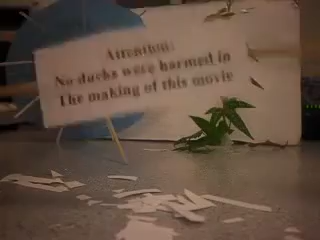 Attention:
No ducks were harmed in
The making of this movie